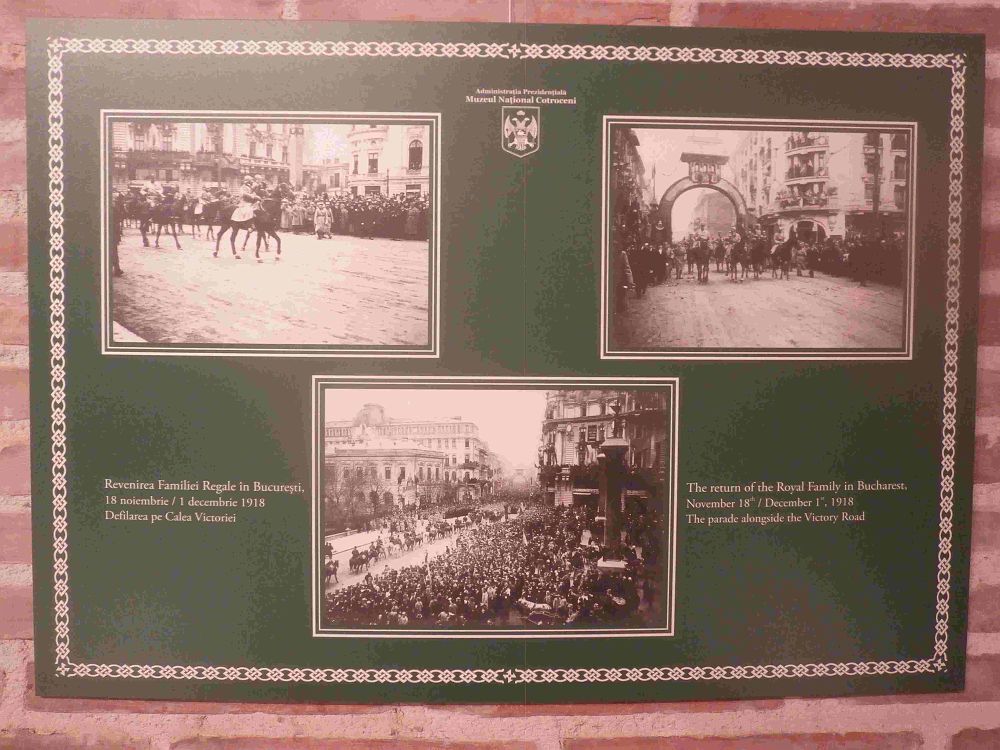 Administrația Prezidențială
Muzeul Național Cotroceni
Revenirea Familiei Regale în București,
18 noiembrie / 1 decembrie 1918
Defilarea pe Calea Victoriei
The return of the Royal Family in Bucharest,
November 18th / December 1st, 1918
The parade alongside the Victory Road